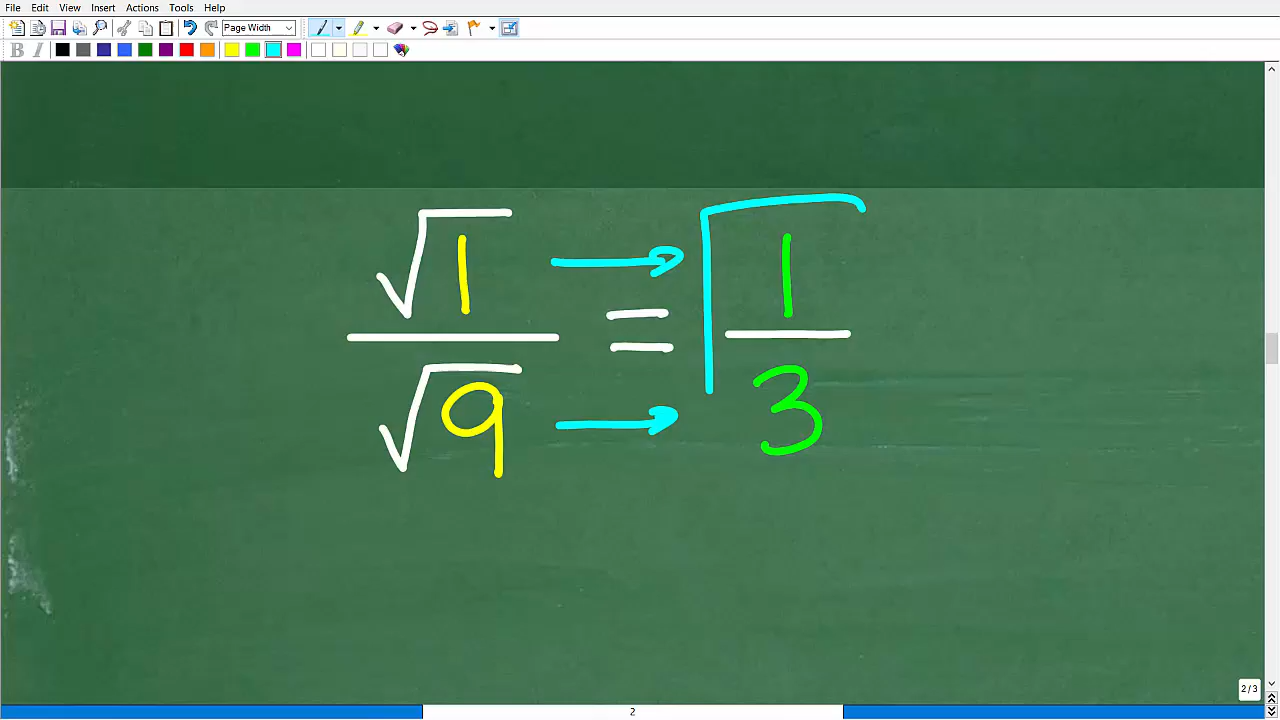 File Edit View Insert Actions Tools Help
Page Width
B I
√1 → 1
=
√9 → 3
2/3
2